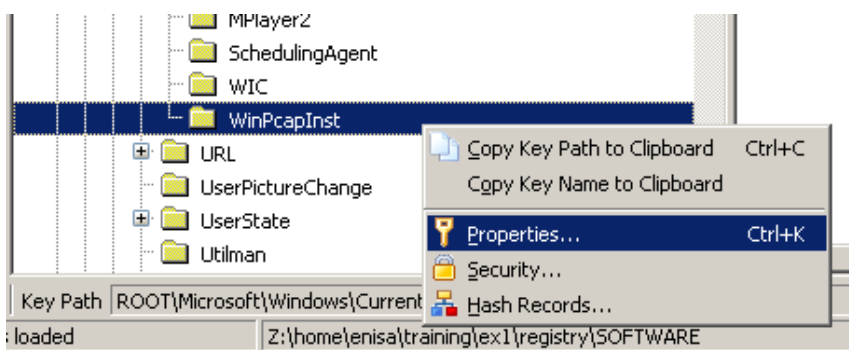 MPlayer2
SchedulingAgent
WIC
WinPcapInst
URL
UserPictureChange
UserState
Utilman
Copy Key Path to Clipboard Ctrl+C
Copy Key Name to Clipboard
Properties... Ctrl+K
Security...
Hash Records...
Key Path ROOT\Microsoft\Windows\Current
loaded Z:\home\enisa\training\ex1\registry\SOFTWARE